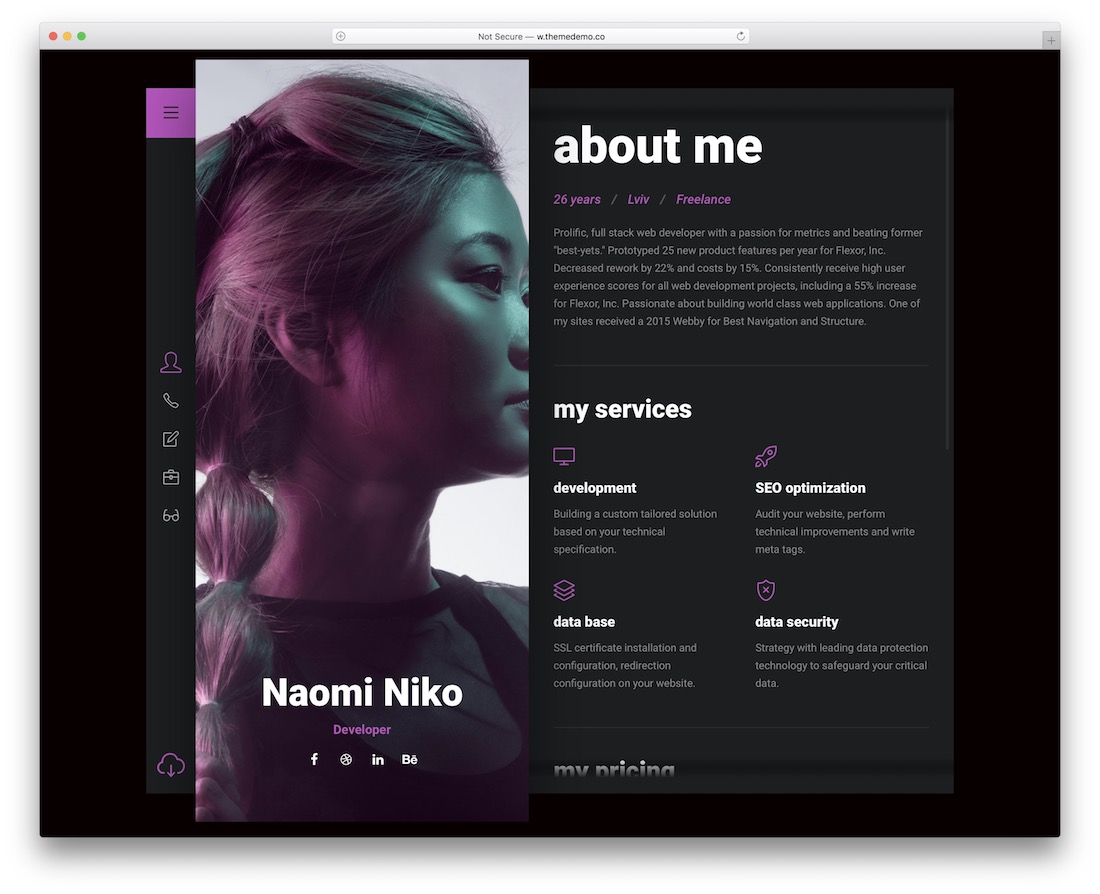 Not Secure — w.themedemo.co
about me
26 years / Lviv / Freelance
Prolific, full stack web developer with a passion for metrics and beating former
"best-yets." Prototyped 25 new product features per year for Flexor, Inc.
Decreased rework by 22% and costs by 15%. Consistently receive high user
experience scores for all web development projects, including a 55% increase
for Flexor, Inc. Passionate about building world class web applications. One of
my sites received a 2015 Webby for Best Navigation and Structure.
my services
development
Building a custom tailored solution
based on your technical
specification.
SEO optimization
Audit your website, perform
technical improvements and write
meta tags.
data base
SSL certificate installation and
configuration, redirection
configuration on your website.
data security
Strategy with leading data protection
technology to safeguard your critical
data.
my pricing
Naomi Niko
Developer
f in Bē